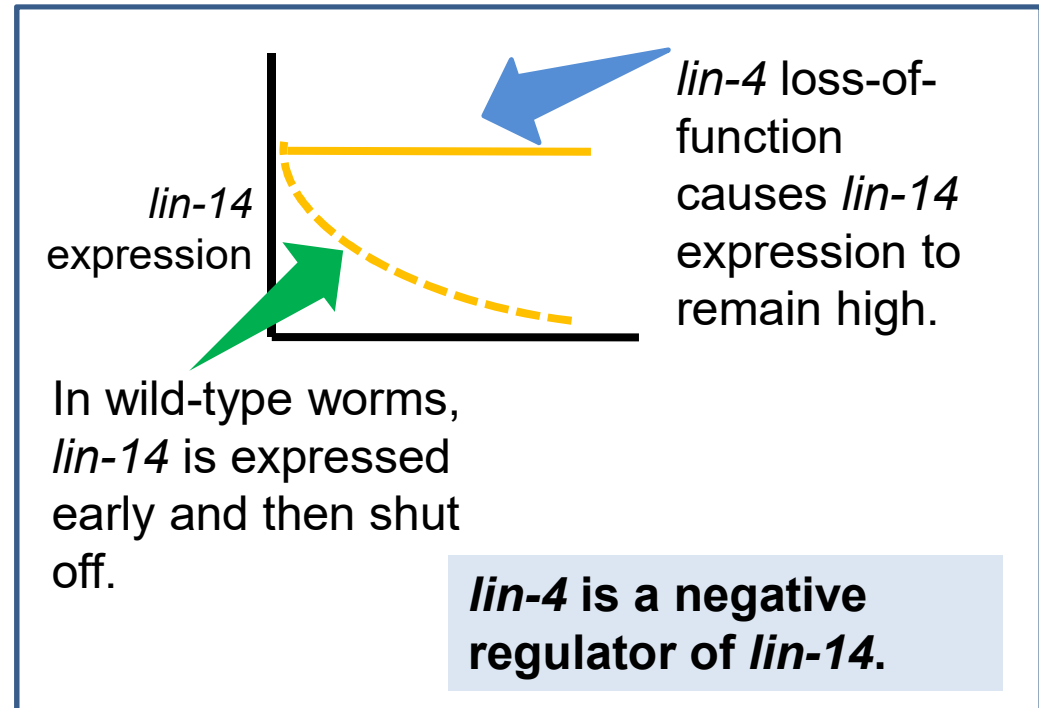 lin-14
expression
lin-4 loss-of-
function
causes lin-14
expression to
remain high.
In wild-type worms,
lin-14 is expressed
early and then shut
off.
lin-4 is a negative
regulator of lin-14.